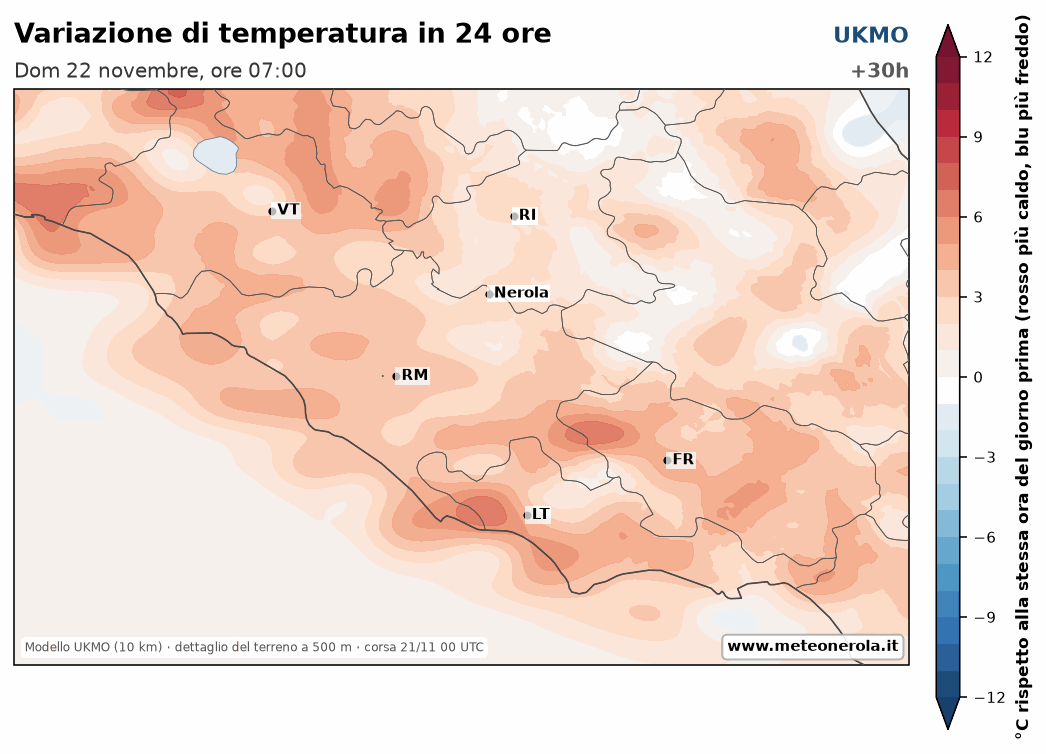 Variazione di temperatura in 24 ore
UKMO
Dom 22 novembre, ore 07:00
+30h
VT
RI
Nerola
RM
FR
LT
Modello UKMO (10 km) · dettaglio del terreno a 500 m · corsa 21/11 00 UTC
www.meteonerola.it
12
9
6
3
0
−3
−6
−9
−12
°C rispetto alla stessa ora del giorno prima (rosso più caldo, blu più freddo)